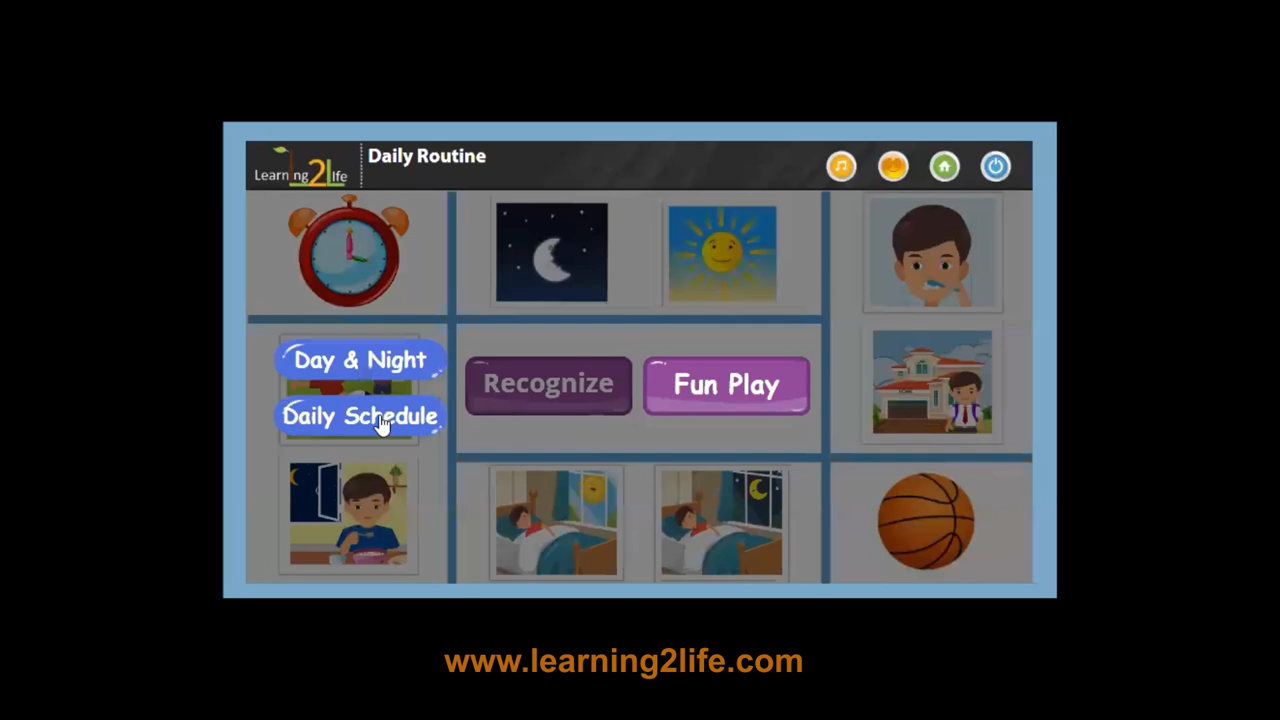 Learning2Life
Daily Routine
Day & Night
Daily Schedule
Recognize
Fun Play
www.learning2life.com